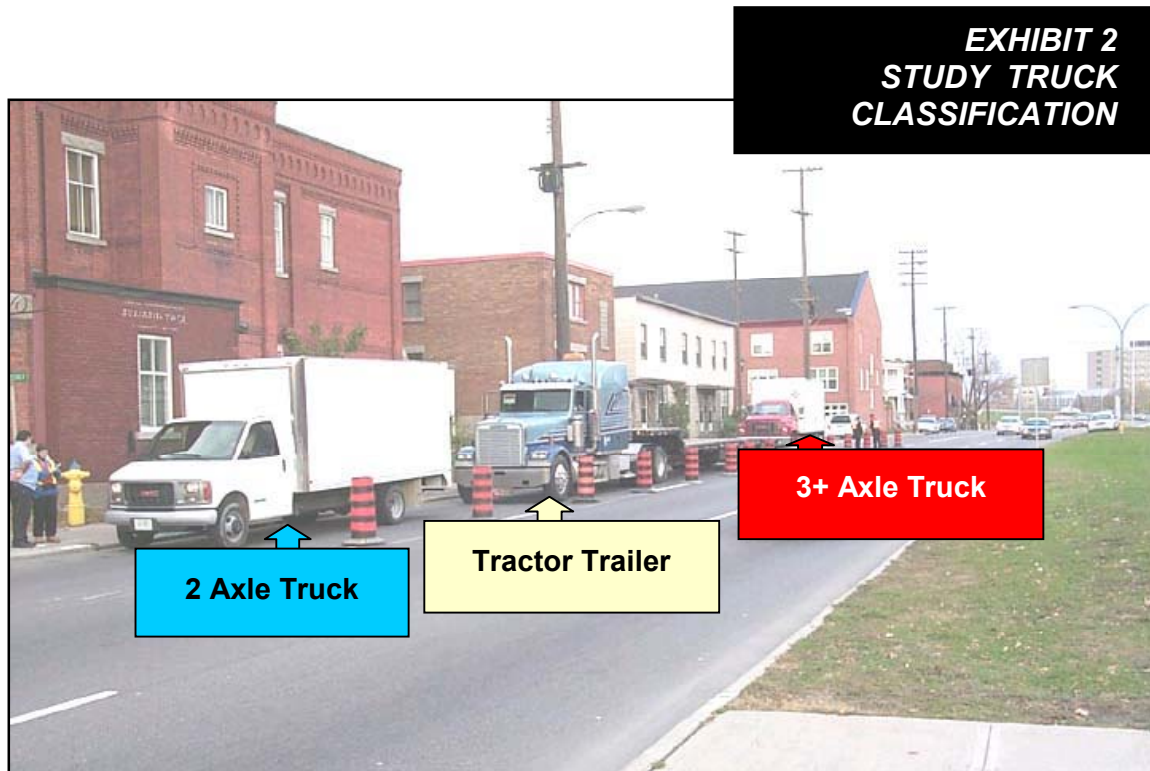 EXHIBIT 2
STUDY TRUCK
CLASSIFICATION
2 Axle Truck
Tractor Trailer
3+ Axle Truck
GMC